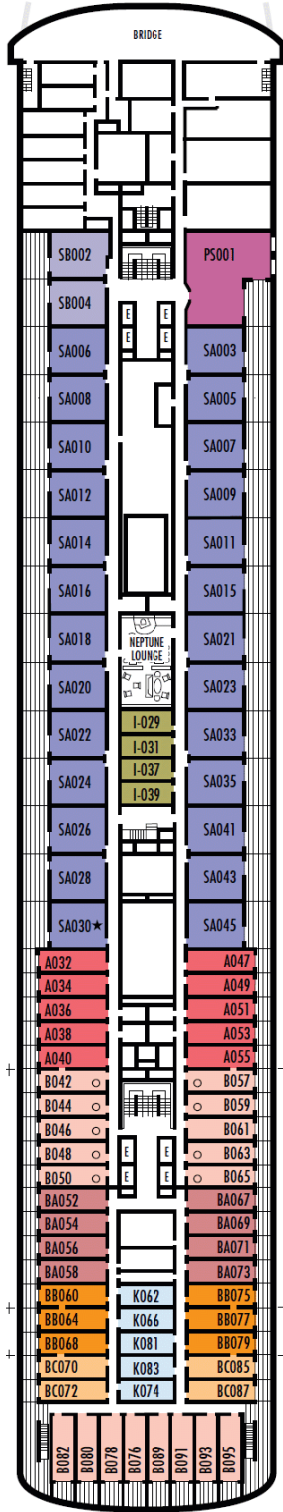 BRIDGE
SB002
PS001
SB004
E E
E E
SA006
SA003
SA008
SA005
SA010
SA007
SA012
SA009
SA014
SA011
SA016
SA015
SA018
SA021
NEPTUNE
LOUNGE
SA020
SA023
SA022
I-029
SA033
I-031
I-037
SA024
SA035
I-039
SA026
SA041
SA028
SA043
SA030★
SA045
A032
A047
A034
A049
A036
A051
A038
A053
A040
A055
B042
B057
B044
B059
B046
B061
B048
E E
B063
B050
E E
B065
BA052
BA067
BA054
BA069
BA056
BA071
BA058
BA073
BB060
K062
BB075
BB064
K066
BB077
BB068
K081
BB079
BC070
K083
BC085
BC072
K074
BC087
B082
B080
B078
B076
B089
B091
B093
B095